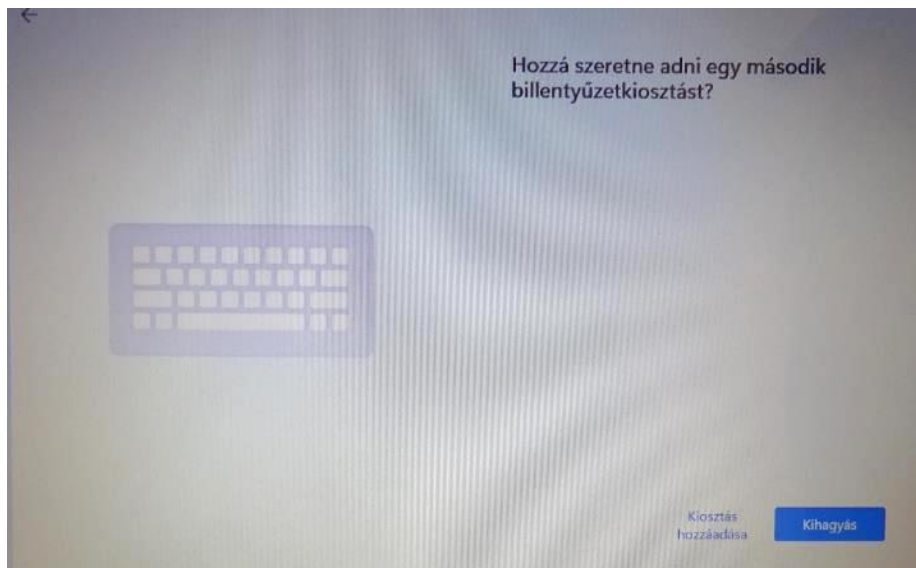 Hozzá szeretne adni egy második
billentyűzetkiosztást?
Kiosztás
hozzáadása
Kihagyás